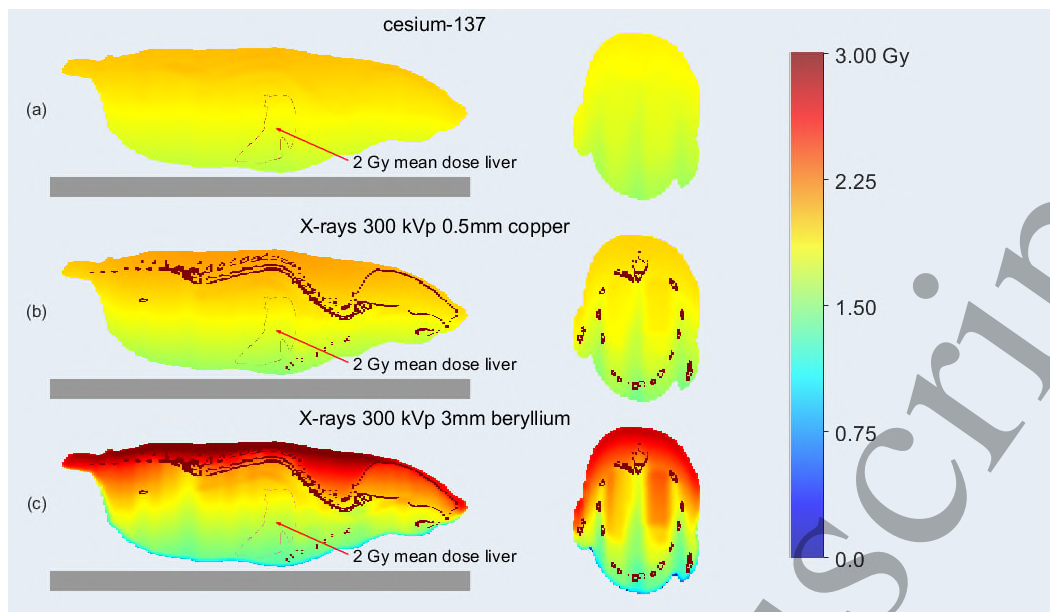 cesium-137
(a)
2 Gy mean dose liver
X-rays 300 kVp 0.5mm copper
(b)
2 Gy mean dose liver
X-rays 300 kVp 3mm beryllium
(c)
2 Gy mean dose liver
3.00 Gy
2.25
1.50
0.75
0.0
scrip